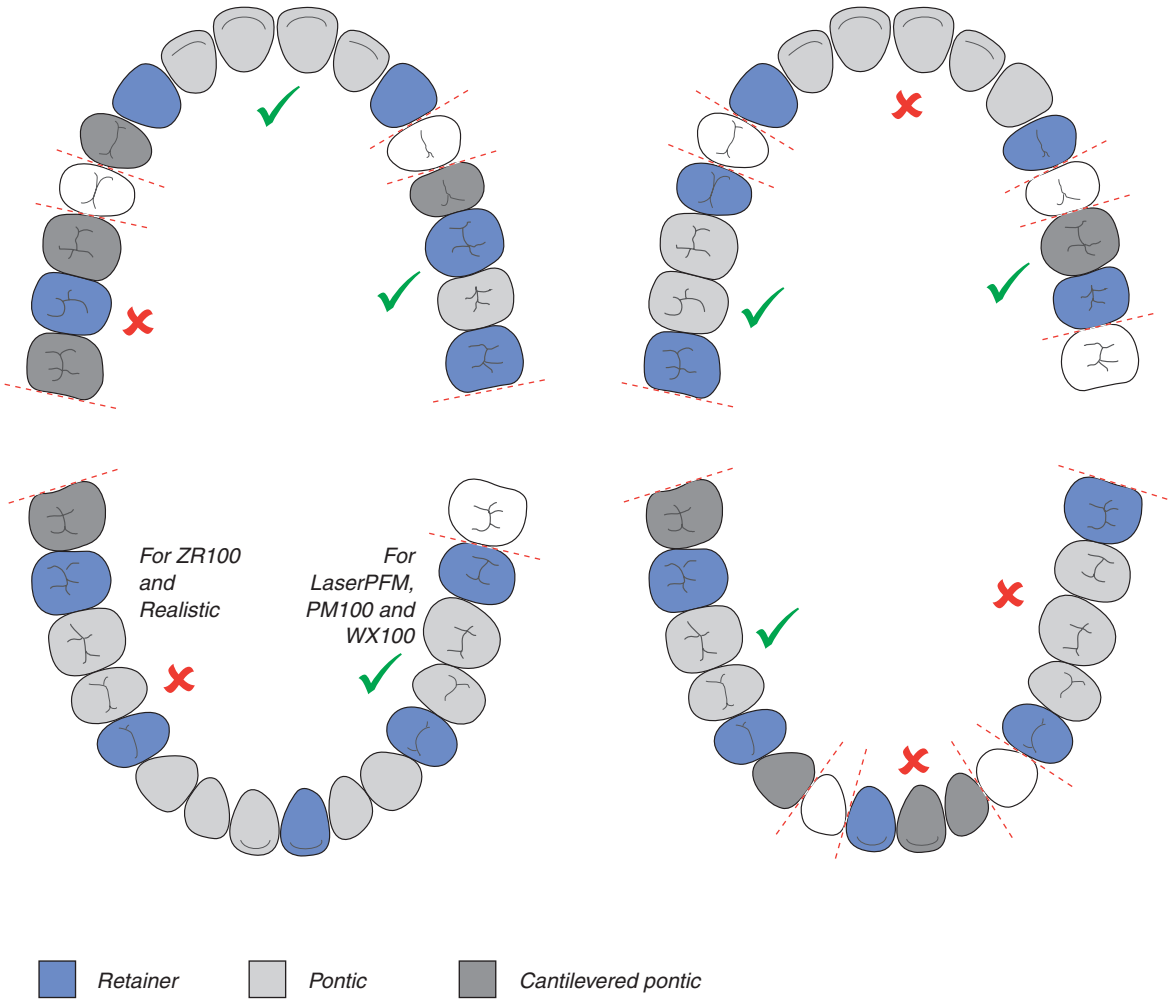 For ZR100
and
Realistic
For
LaserPFM,
PM100 and
WX100
Retainer
Pontic
Cantilevered pontic